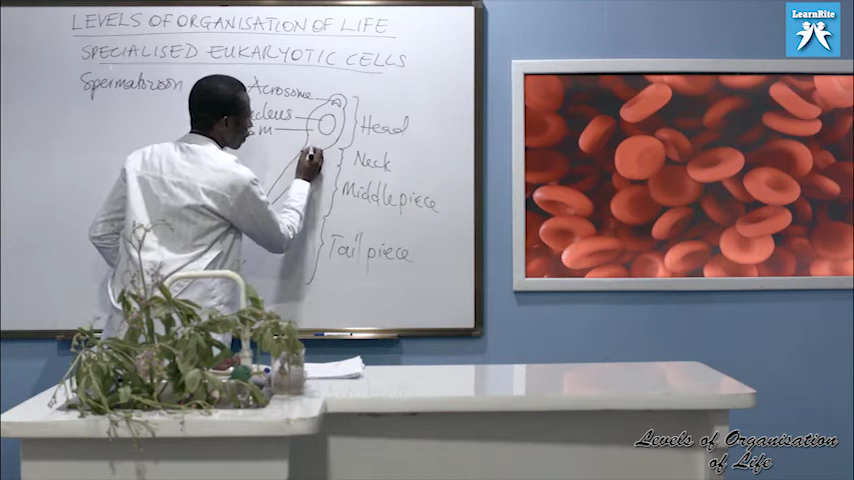 LEVELS OF ORGANISATION OF LIFE
SPECIALISED EUKARYOTIC CELLS
Spermatozoon
Acrosome
Head
Neck
Middle piece
Tail piece
LearnRite
Levels of Organisation
of Life